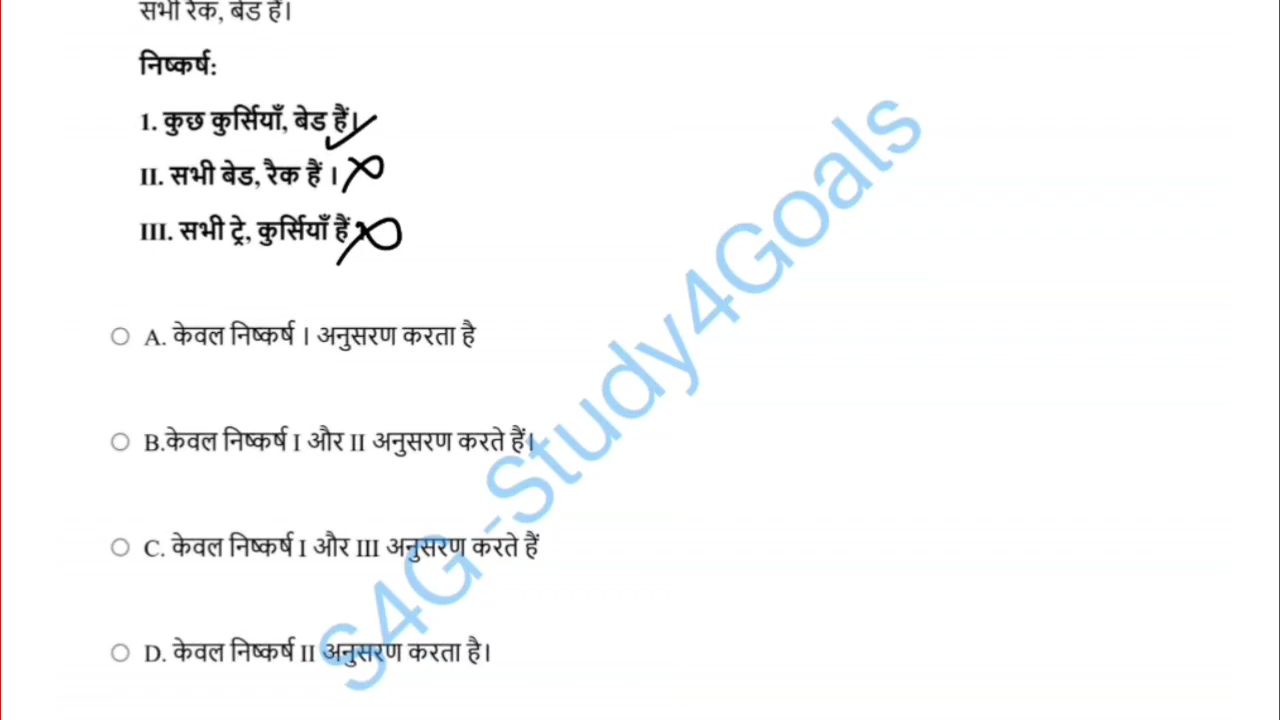 सभी रैक, बेड हैं।
निष्कर्ष:
I. कुछ कुर्सियाँ, बेड हैं।
II. सभी बेड, रैक हैं ।
III. सभी ट्रे, कुर्सियाँ हैं
A. केवल निष्कर्ष । अनुसरण करता है
B.केवल निष्कर्ष I और II अनुसरण करते हैं।
C. केवल निष्कर्ष I और III अनुसरण करते हैं
D. केवल निष्कर्ष II अनुसरण करता है।
S4G -Study4Goals